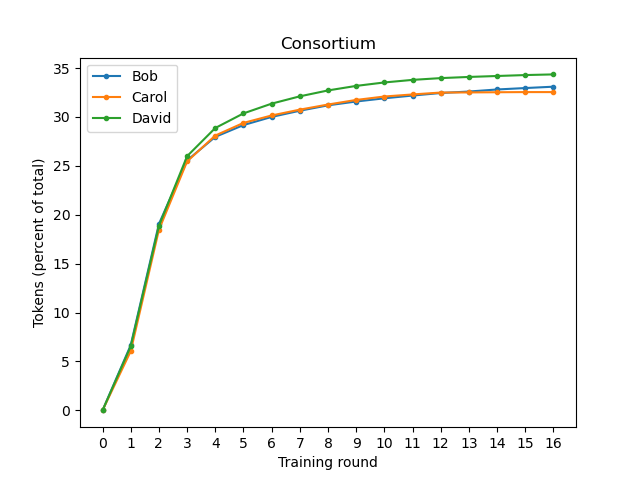 Consortium
Bob
Carol
David
Tokens (percent of total)
35
30
25
20
15
10
5
0
0 1 2 3 4 5 6 7 8 9 10 11 12 13 14 15 16
Training round